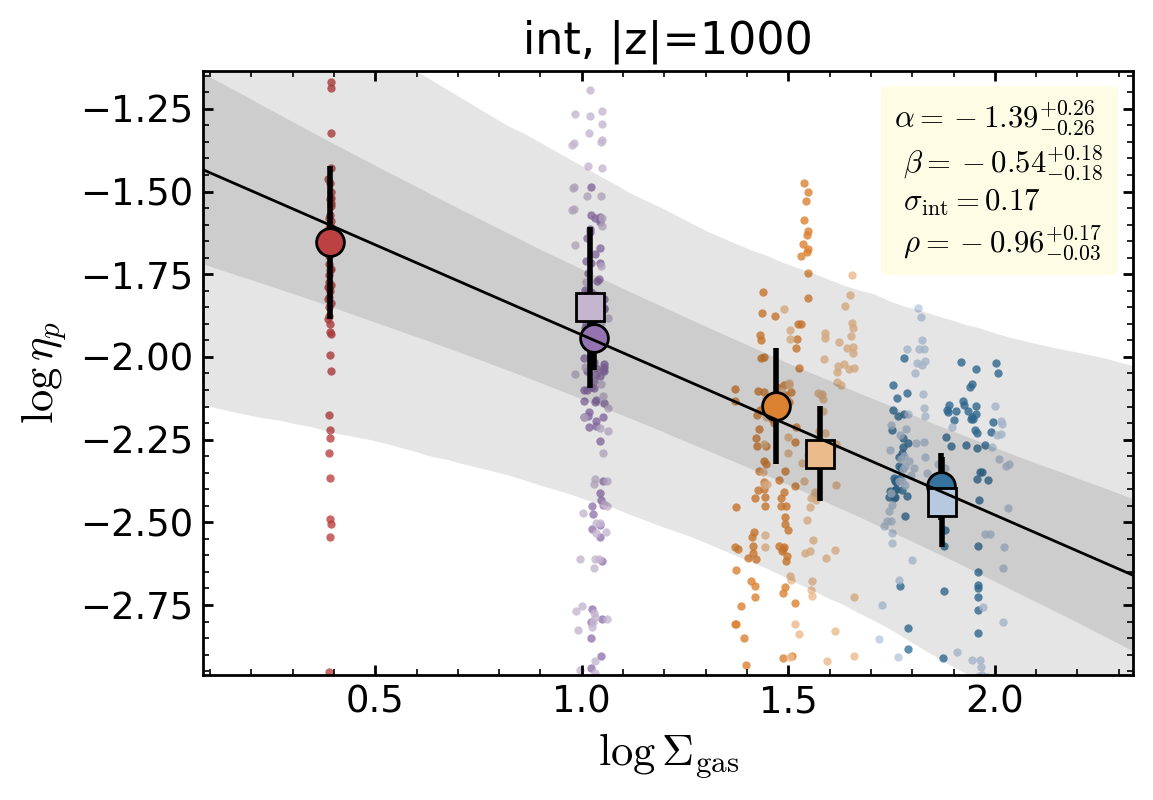 int, |z|=1000
α = −1.39^{+0.26}_{−0.26}
β = −0.54^{+0.18}_{−0.18}
σ_int = 0.17
ρ = −0.96^{+0.17}_{−0.03}
−1.25
−1.50
−1.75
−2.00
−2.25
−2.50
−2.75
log η_p
0.5 1.0 1.5 2.0
log Σ_gas